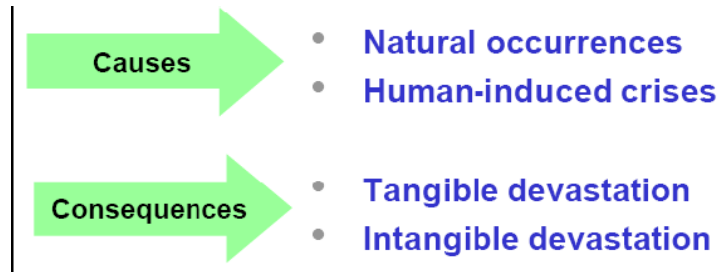 Causes
• Natural occurrences
• Human-induced crises
Consequences
• Tangible devastation
• Intangible devastation